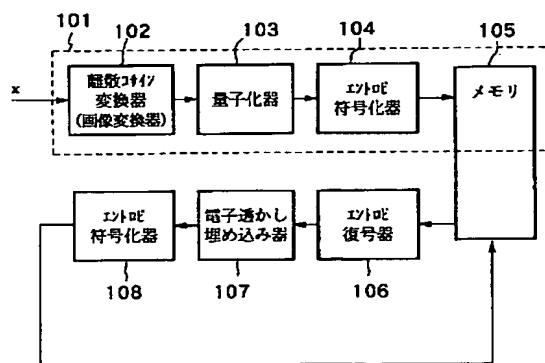 101
102
103
104
105
x
離散コサイン
変換器
(画像変換器)
量子化器
エントロピ
符号化器
メモリ
エントロピ
符号化器
電子透かし
埋め込み器
エントロピ
復号器
108
107
106